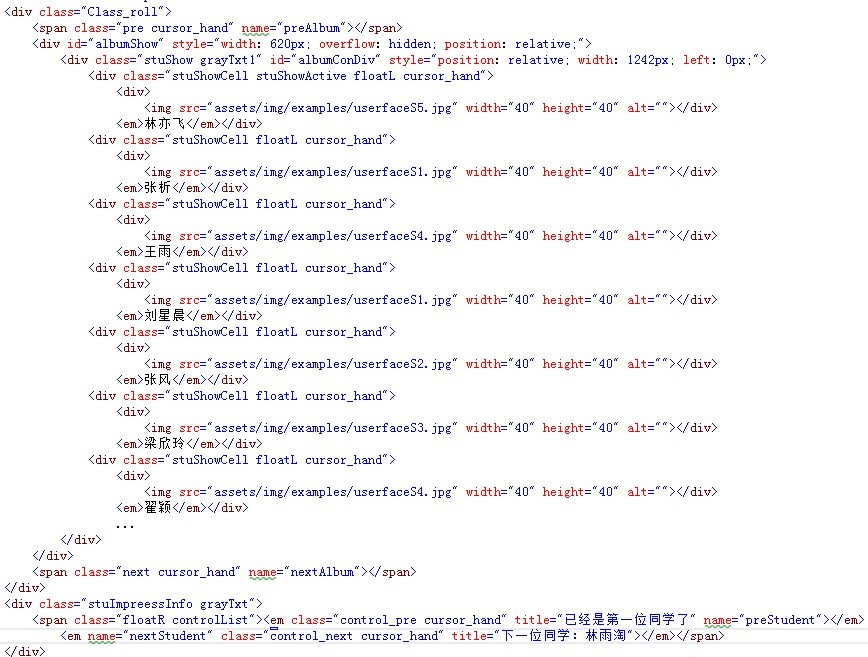 <div class="Class_roll">
<span class="pre cursor_hand" name="preAlbum"></span>
<div id="albumShow" style="width: 620px; overflow: hidden; position: relative;">
<div class="stuShow grayTxt1" id="albumConDiv" style="position: relative; width: 1242px; left: 0px;">
<div class="stuShowCell stuShowActive floatL cursor_hand">
<div>
<img src="assets/img/examples/userfaceS5.jpg" width="40" height="40" alt=""></div>
<em>林亦飞</em></div>
<div class="stuShowCell floatL cursor_hand">
<div>
<img src="assets/img/examples/userfaceS1.jpg" width="40" height="40" alt=""></div>
<em>张析</em></div>
<div class="stuShowCell floatL cursor_hand">
<div>
<img src="assets/img/examples/userfaceS4.jpg" width="40" height="40" alt=""></div>
<em>王雨</em></div>
<div class="stuShowCell floatL cursor_hand">
<div>
<img src="assets/img/examples/userfaceS1.jpg" width="40" height="40" alt=""></div>
<em>刘星晨</em></div>
<div class="stuShowCell floatL cursor_hand">
<div>
<img src="assets/img/examples/userfaceS2.jpg" width="40" height="40" alt=""></div>
<em>张风</em></div>
<div class="stuShowCell floatL cursor_hand">
<div>
<img src="assets/img/examples/userfaceS3.jpg" width="40" height="40" alt=""></div>
<em>梁欣玲</em></div>
<div class="stuShowCell floatL cursor_hand">
<div>
<img src="assets/img/examples/userfaceS4.jpg" width="40" height="40" alt=""></div>
<em>翟颖</em></div>
...
</div>
</div>
<span class="next cursor_hand" name="nextAlbum"></span>
</div>
<div class="stuImpreessInfo grayTxt">
<span class="floatR controlList"><em class="control_pre cursor_hand" title="已经是第一位同学了" name="preStudent"></em>
<em name="nextStudent" class="control_next cursor_hand" title="下一位同学：林雨淘"></em></span>
</div>